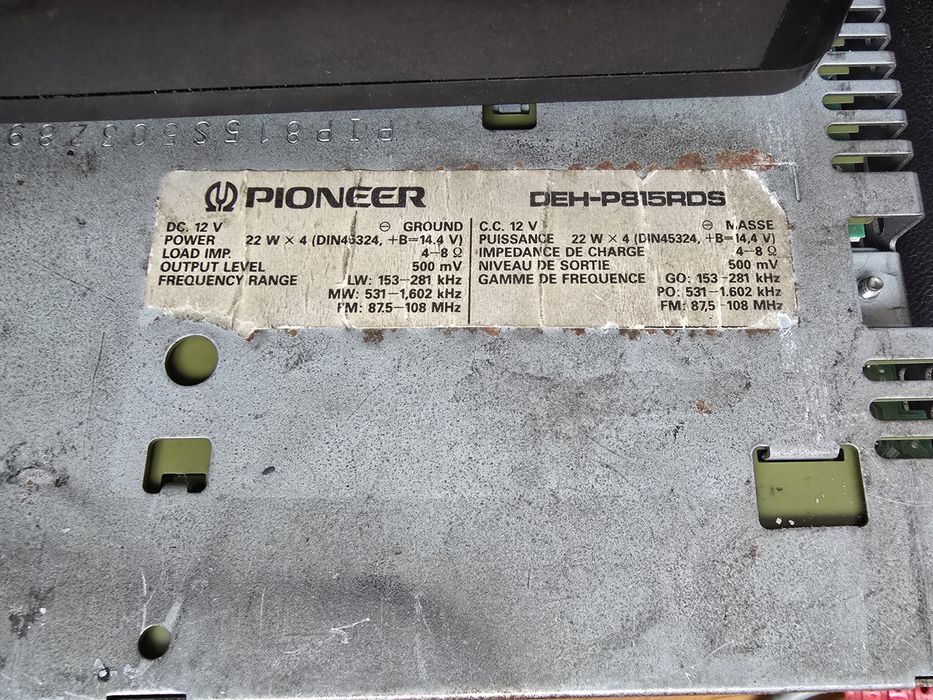 PIP815S503Z89
PIONEER
DEH-P815RDS
DC. 12 V ⊖ GROUND
POWER 22 W × 4 (DIN45324, +B=14,4 V)
LOAD IMP. 4–8 Ω
OUTPUT LEVEL 500 mV
FREQUENCY RANGE LW: 153–281 kHz
MW: 531–1,602 kHz
FM: 87.5–108 MHz
C.C. 12 V ⊖ MASSE
PUISSANCE 22 W × 4 (DIN45324, +B=14,4 V)
IMPEDANCE DE CHARGE 4–8 Ω
NIVEAU DE SORTIE 500 mV
GAMME DE FREQUENCE GO: 153–281 kHz
PO: 531–1.602 kHz
FM: 87,5–108 MHz